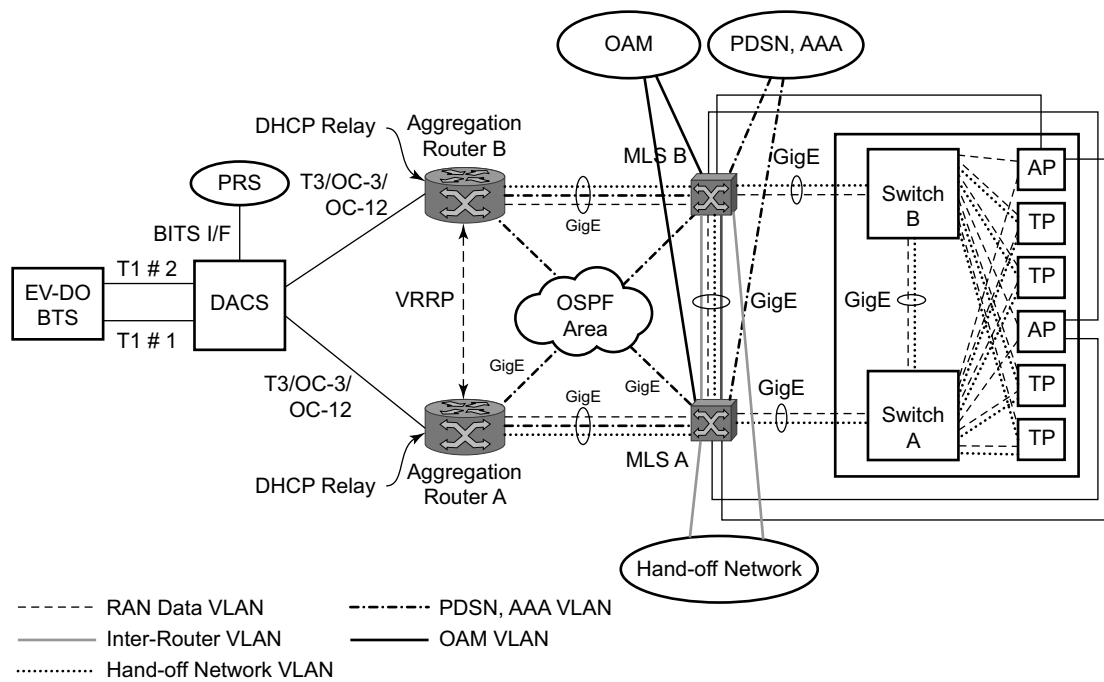 OAM
PDSN, AAA
DHCP Relay
Aggregation
Router B
MLS B
GigE
PRS
T3/OC-3/
OC-12
GigE
Switch
B
AP
BITS I/F
TP
T1 # 2
EV-DO
BTS
DACS
VRRP
OSPF
Area
GigE
GigE
TP
T1 # 1
AP
GigE
GigE
T3/OC-3/
OC-12
GigE
GigE
Switch
A
TP
TP
MLS A
DHCP Relay
Aggregation
Router A
Hand-off Network
RAN Data VLAN
PDSN, AAA VLAN
Inter-Router VLAN
OAM VLAN
Hand-off Network VLAN